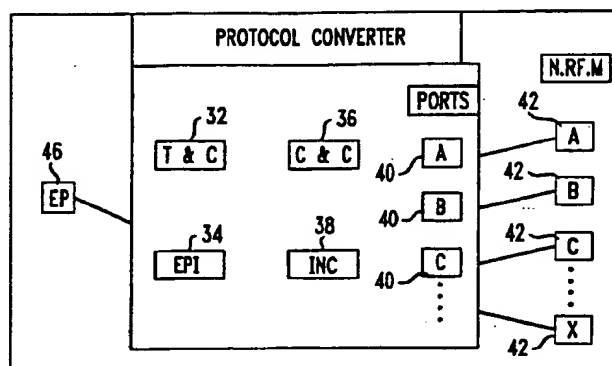 PROTOCOL CONVERTER
N.RF.M
PORTS
32
36
42
46
T & C
C & C
40
A
A
EP
42
40
B
B
34
38
42
EPI
INC
40
C
C
42
X